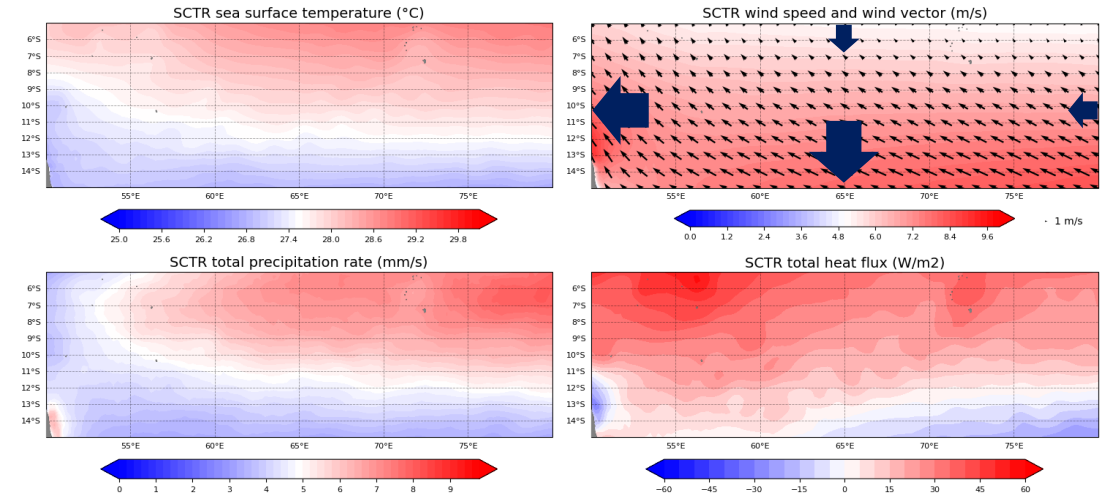 SCTR sea surface temperature (°C)
6°S
7°S
8°S
9°S
10°S
11°S
12°S
13°S
14°S
55°E 60°E 65°E 70°E 75°E
25.0 25.6 26.2 26.8 27.4 28.0 28.6 29.2 29.8
SCTR wind speed and wind vector (m/s)
6°S
7°S
8°S
9°S
10°S
11°S
12°S
13°S
14°S
55°E 60°E 65°E 70°E 75°E
0.0 1.2 2.4 3.6 4.8 6.0 7.2 8.4 9.6
1 m/s
SCTR total precipitation rate (mm/s)
6°S
7°S
8°S
9°S
10°S
11°S
12°S
13°S
14°S
55°E 60°E 65°E 70°E 75°E
0 1 2 3 4 5 6 7 8 9
SCTR total heat flux (W/m2)
6°S
7°S
8°S
9°S
10°S
11°S
12°S
13°S
14°S
55°E 60°E 65°E 70°E 75°E
−60 −45 −30 −15 0 15 30 45 60